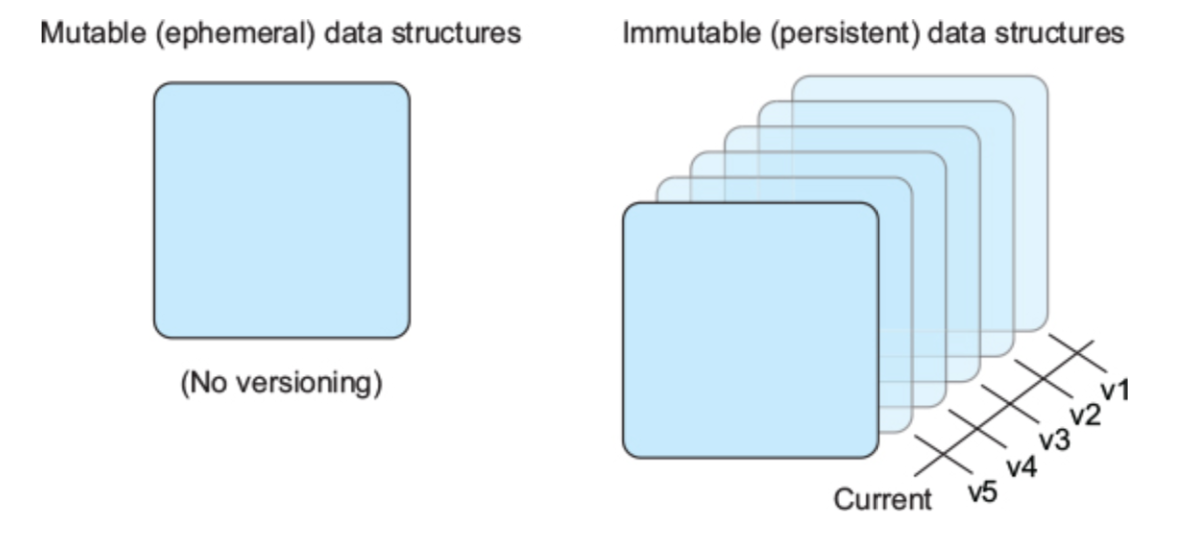 Mutable (ephemeral) data structures
Immutable (persistent) data structures
(No versioning)
v1
v2
v3
v4
v5
Current